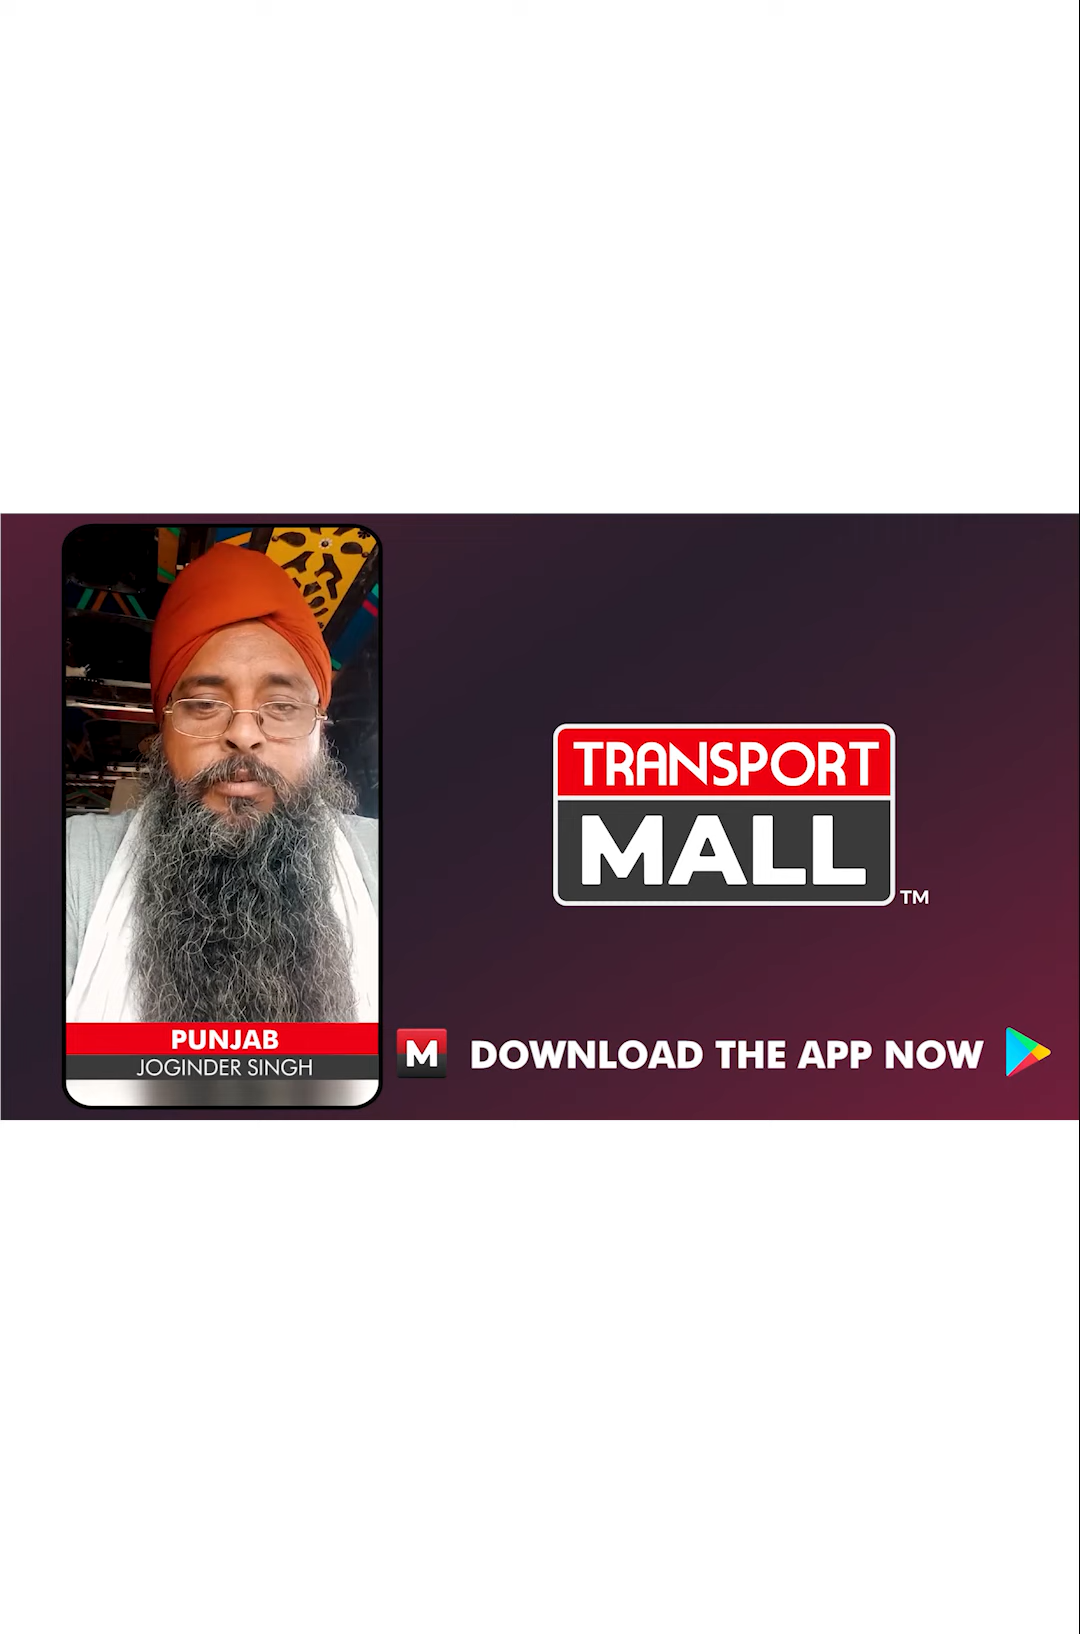 PUNJAB
JOGINDER SINGH
TRANSPORT
MALL
TM
M
DOWNLOAD THE APP NOW